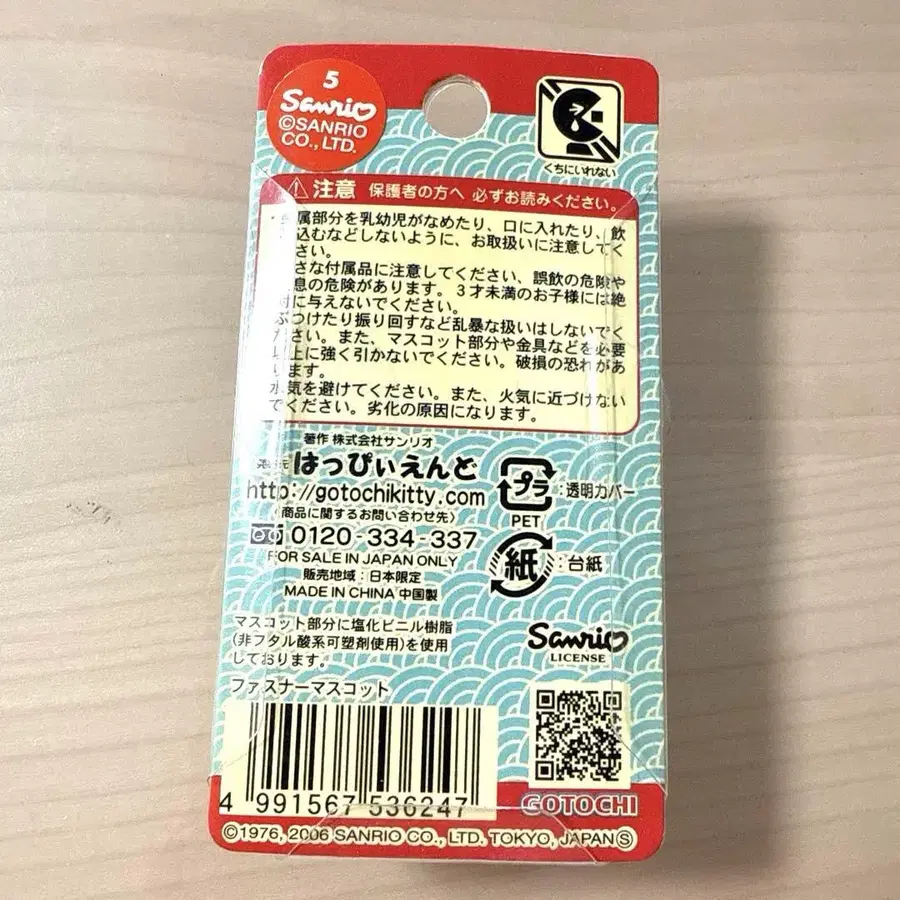 5
Sanrio
©SANRIO
CO., LTD.
くちにいれない
注意 保護者の方へ 必ずお読みください。
属部分を乳幼児がなめたり、口に入れたり、飲
込むなどしないように、お取扱いに注意してく
さい。
さな付属品に注意してください、誤飲の危険や
息の危険があります。3才未満のお子様には絶
対に与えないでください。
ぶつけたり振り回すなど乱暴な扱いはしないでく
ださい。また、マスコット部分や金具などを必要
以上に強く引かないでください。破損の恐れがあ
ります。
水気を避けてください。また、火気に近づけない
でください。劣化の原因になります。
著作 株式会社サンリオ
はっぴぃえんど
http://gotochikitty.com
〈商品に関するお問い合わせ先〉
0120-334-337
FOR SALE IN JAPAN ONLY
販売地域:日本限定
MADE IN CHINA 中国製
プラ
:透明カバー
PET
紙
:台紙
マスコット部分に塩化ビニル樹脂
(非フタル酸系可塑剤使用)を使用
しております。
ファスナーマスコット
Sanrio
LICENSE
4 991567 536247
GOTOCHI
©1976, 2006 SANRIO CO., LTD. TOKYO, JAPAN Ⓢ